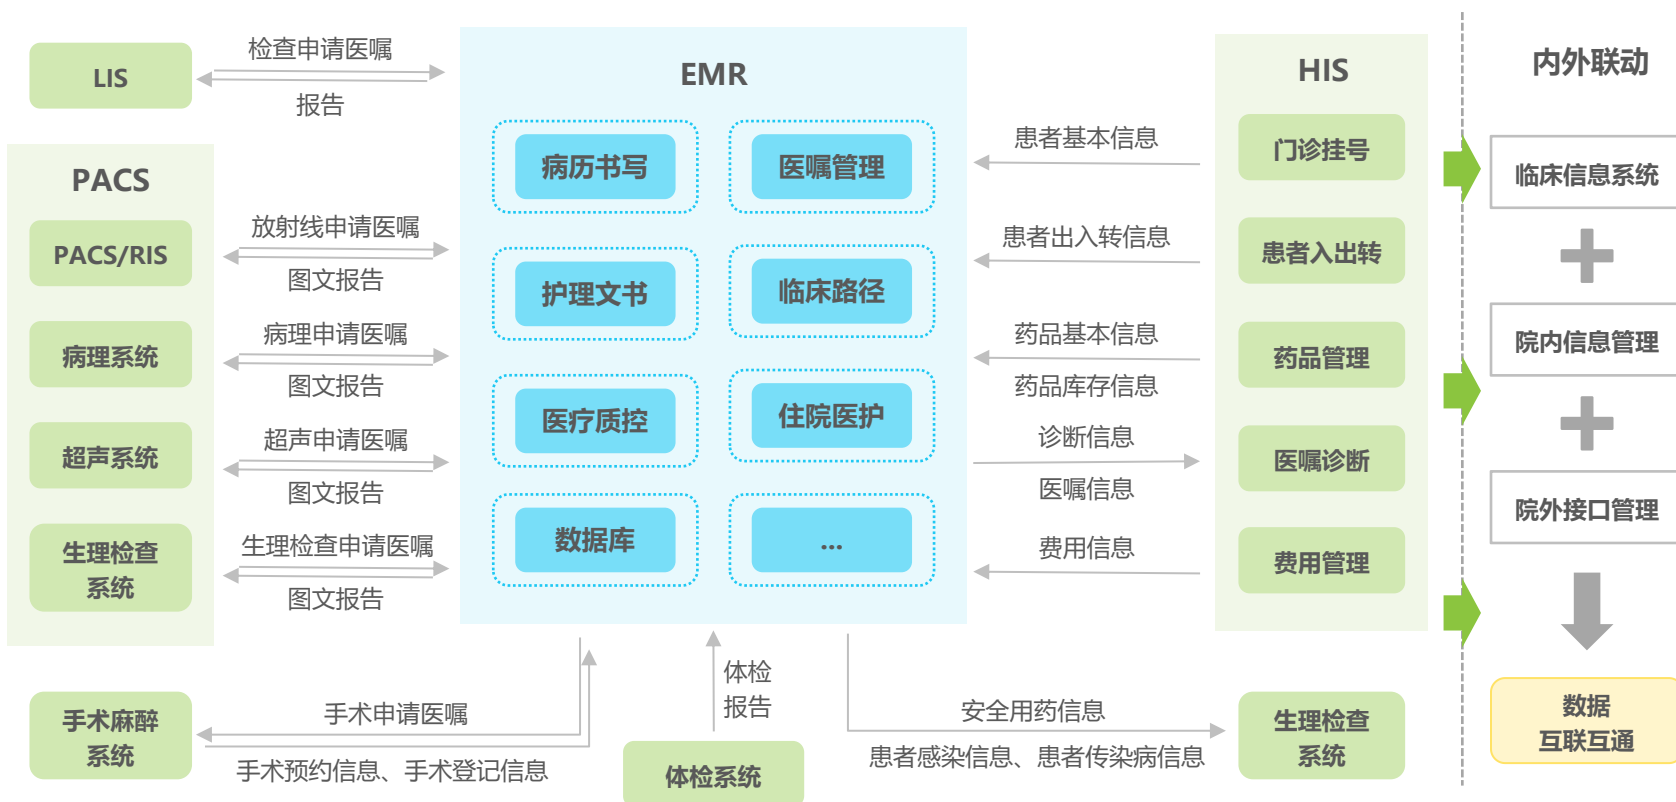 LIS
检查申请医嘱
报告
PACS
PACS/RIS
放射线申请医嘱
图文报告
病理系统
病理申请医嘱
图文报告
超声系统
超声申请医嘱
图文报告
生理检查
系统
生理检查申请医嘱
图文报告
EMR
病历书写
医嘱管理
护理文书
临床路径
医疗质控
住院医护
数据库
...
患者基本信息
患者出入转信息
药品基本信息
药品库存信息
诊断信息
医嘱信息
费用信息
HIS
门诊挂号
患者入出转
药品管理
医嘱诊断
费用管理
手术麻醉
系统
手术申请医嘱
手术预约信息、手术登记信息
体检
报告
体检系统
安全用药信息
患者感染信息、患者传染病信息
生理检查
系统
内外联动
临床信息系统
院内信息管理
院外接口管理
数据
互联互通